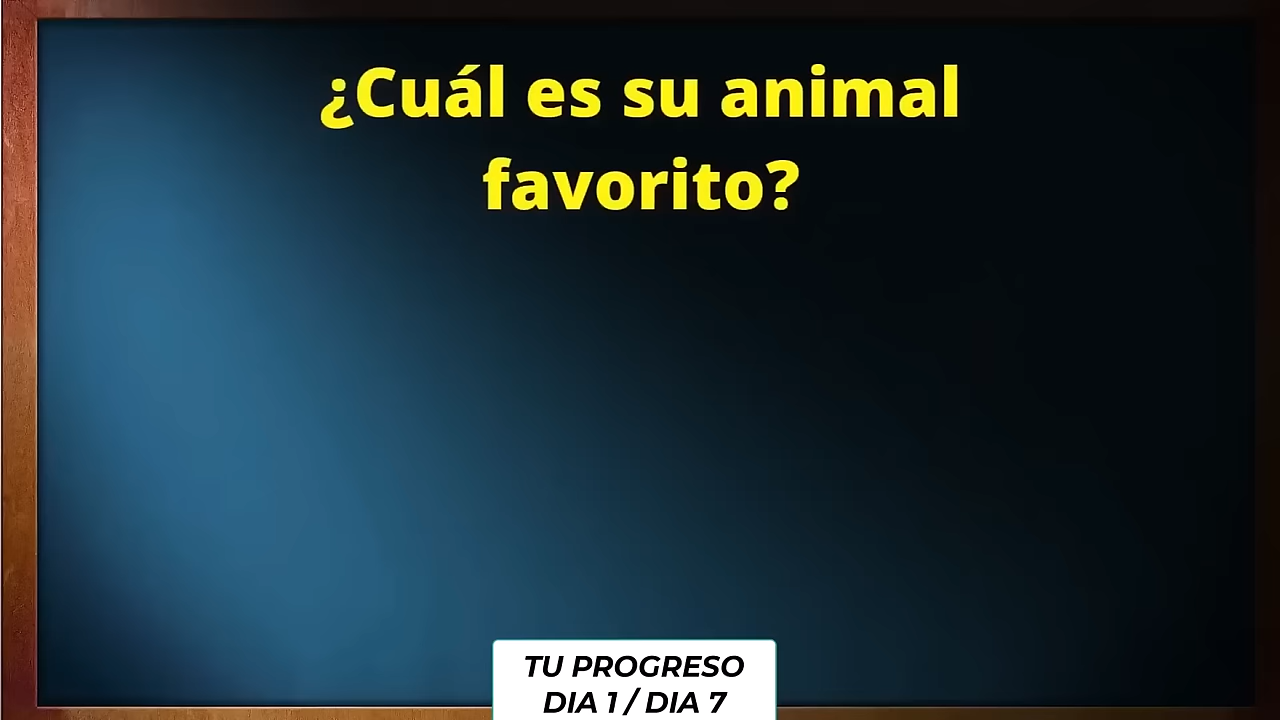 ¿Cuál es su animal
favorito?
TU PROGRESO
DIA 1 / DIA 7